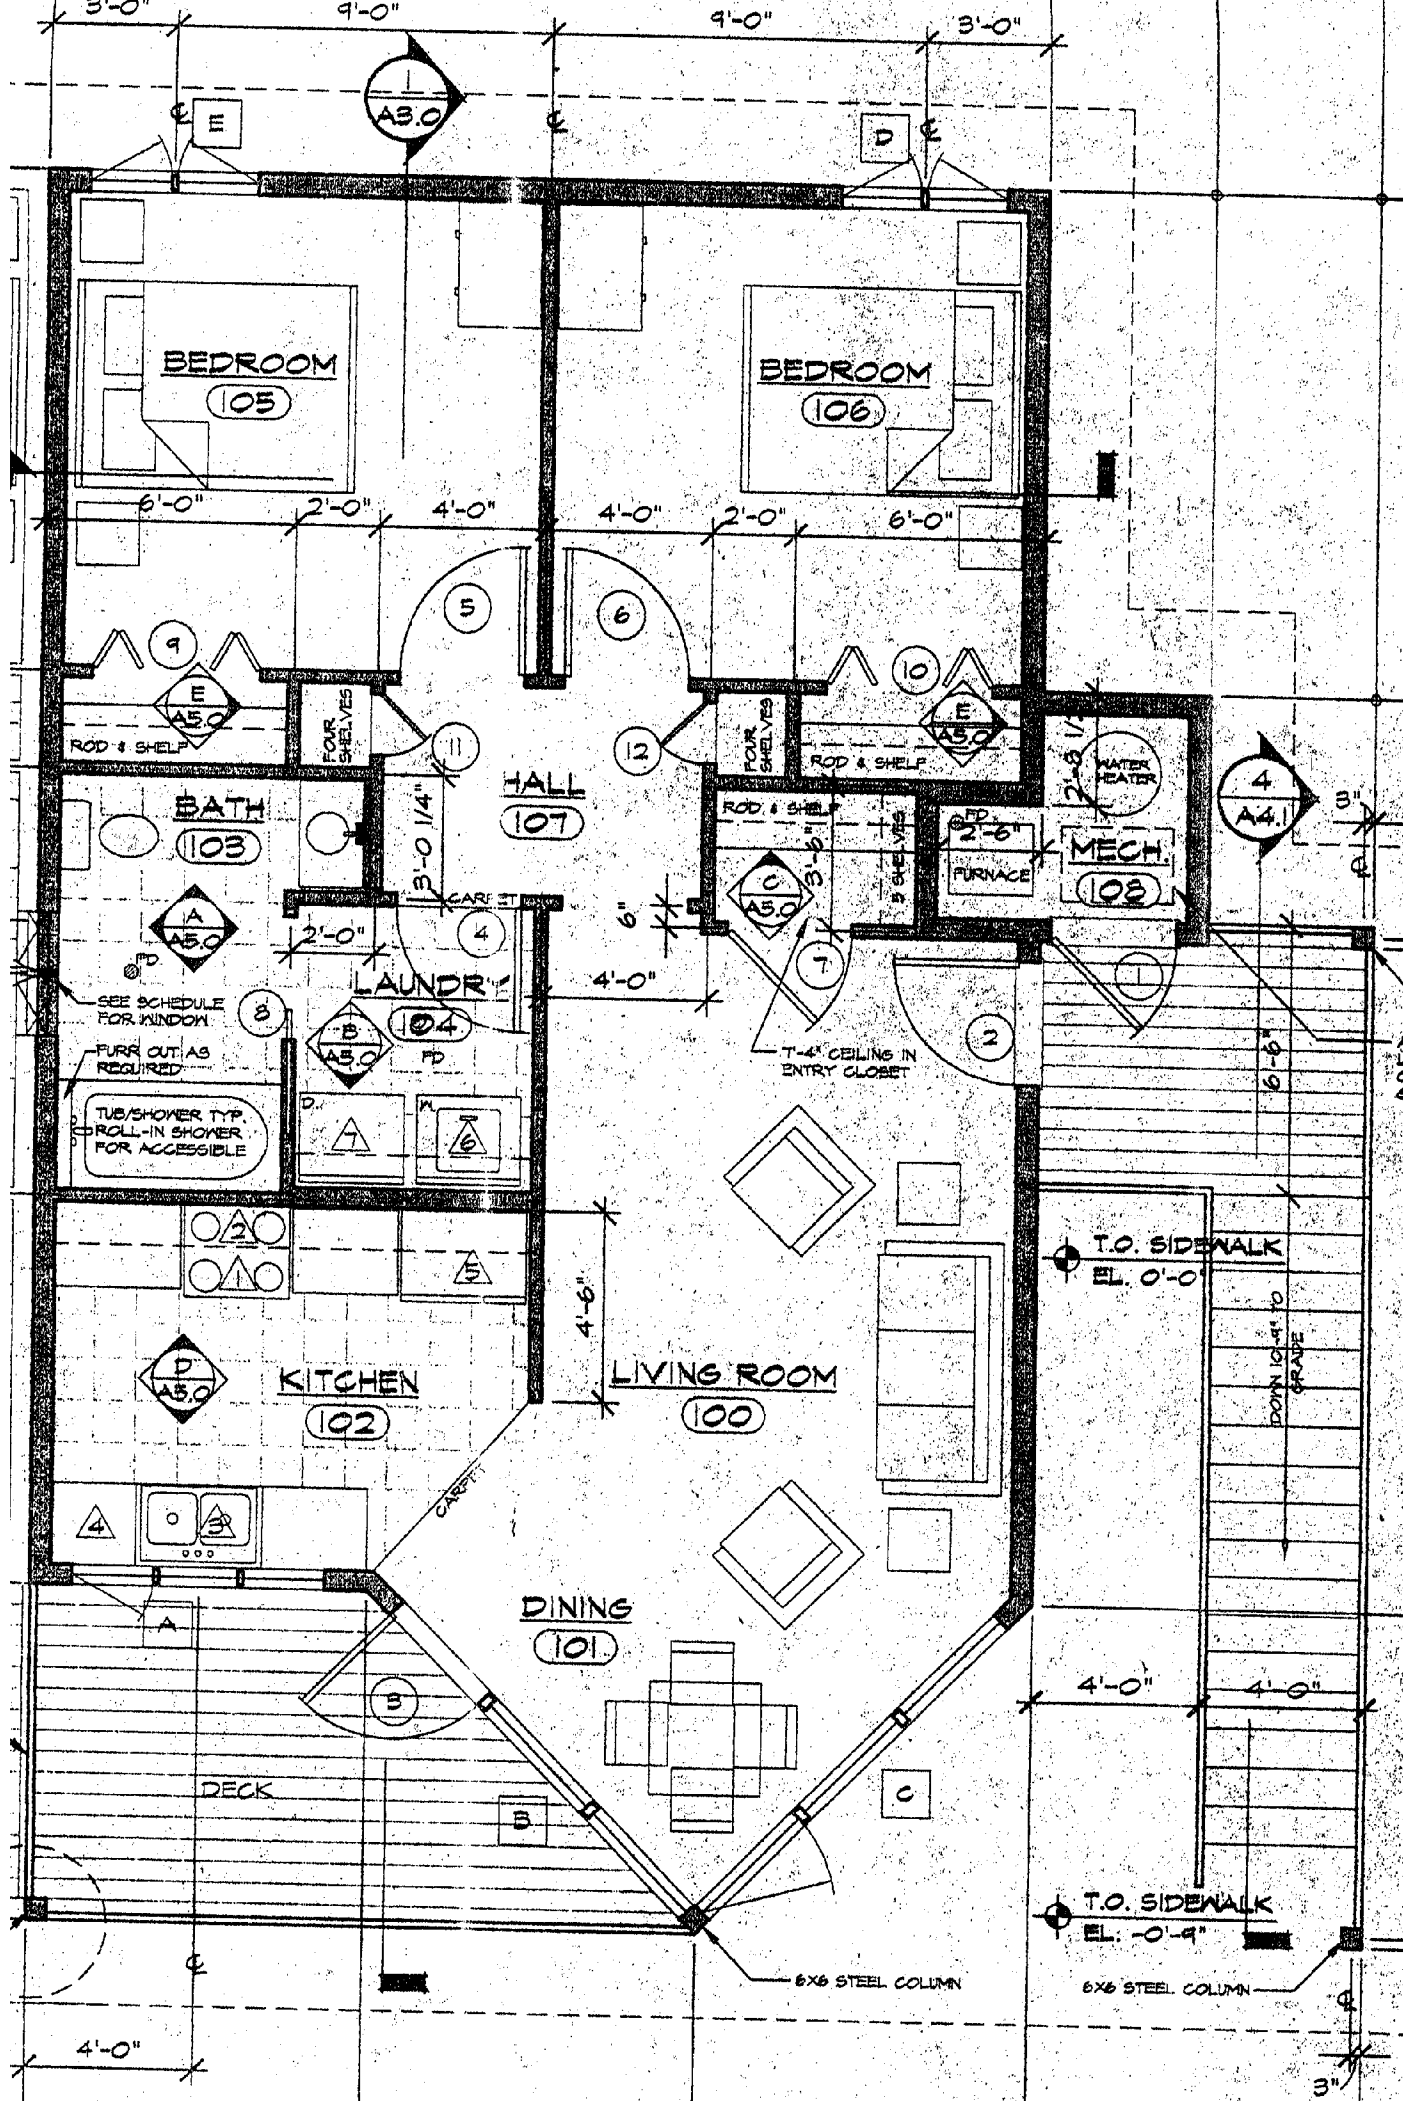 3'-0"
9'-0"
9'-0"
3'-0"
1
A3.0
E
D
BEDROOM
105
BEDROOM
106
6'-0"
2'-0"
4'-0"
4'-0"
2'-0"
6'-0"
5
6
9
10
E
A5.0
E
A5.0
ROD & SHELF
FOUR
SHELVES
11
12
FOUR
SHELVES
ROD & SHELF
WATER
HEATER
4
A4.1
BATH
103
3'-0 1/4"
HALL
107
ROD & SHELF
3'-6"
5 SHELVES
FD
2'-6"
FURNACE
MECH.
108
CARPET
6"
C
A5.0
A
A5.0
FD
2'-0"
4
4'-0"
7
1
2
LAUNDRY
104
SEE SCHEDULE
FOR WINDOW
8
B
A5.0
FD
FURR OUT AS
REQUIRED
7'-4" CEILING IN
ENTRY CLOSET
6'-6"
TUB/SHOWER TYP.
ROLL-IN SHOWER
FOR ACCESSIBLE
D.
7
W.
6
2
1
5
T.O. SIDEWALK
EL. 0'-0"
4'-6"
DOWN 10'-9" TO
GRADE
D
A5.0
KITCHEN
102
LIVING ROOM
100
CARPET
4
3
DINING
101
A
3
4'-0"
4'-0"
DECK
B
C
T.O. SIDEWALK
EL. -0'-9"
6X6 STEEL COLUMN
6X6 STEEL COLUMN
4'-0"
3"